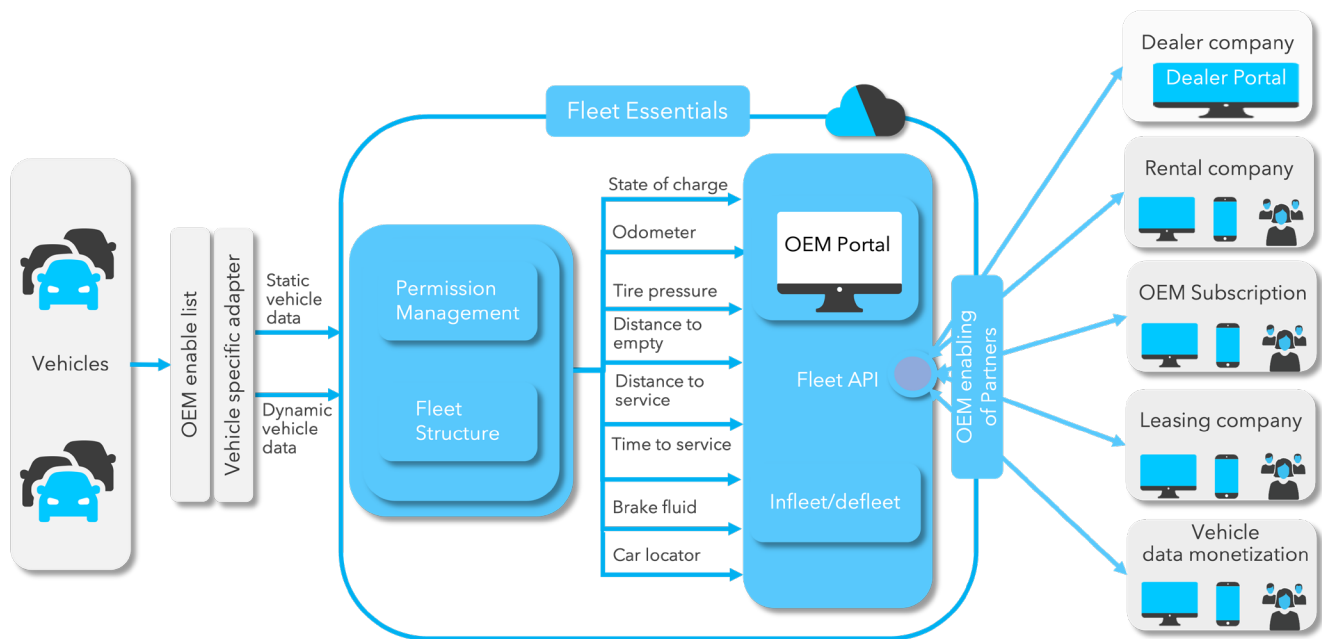 Vehicles
OEM enable list
Vehicle specific adapter
Static
vehicle
data
Dynamic
vehicle
data
Fleet Essentials
Permission
Management
Fleet
Structure
State of charge
Odometer
Tire pressure
Distance to
empty
Distance to
service
Time to service
Brake fluid
Car locator
OEM Portal
Fleet API
Infleet/defleet
OEM enabling
of Partners
Dealer company
Dealer Portal
Rental company
OEM Subscription
Leasing company
Vehicle
data monetization